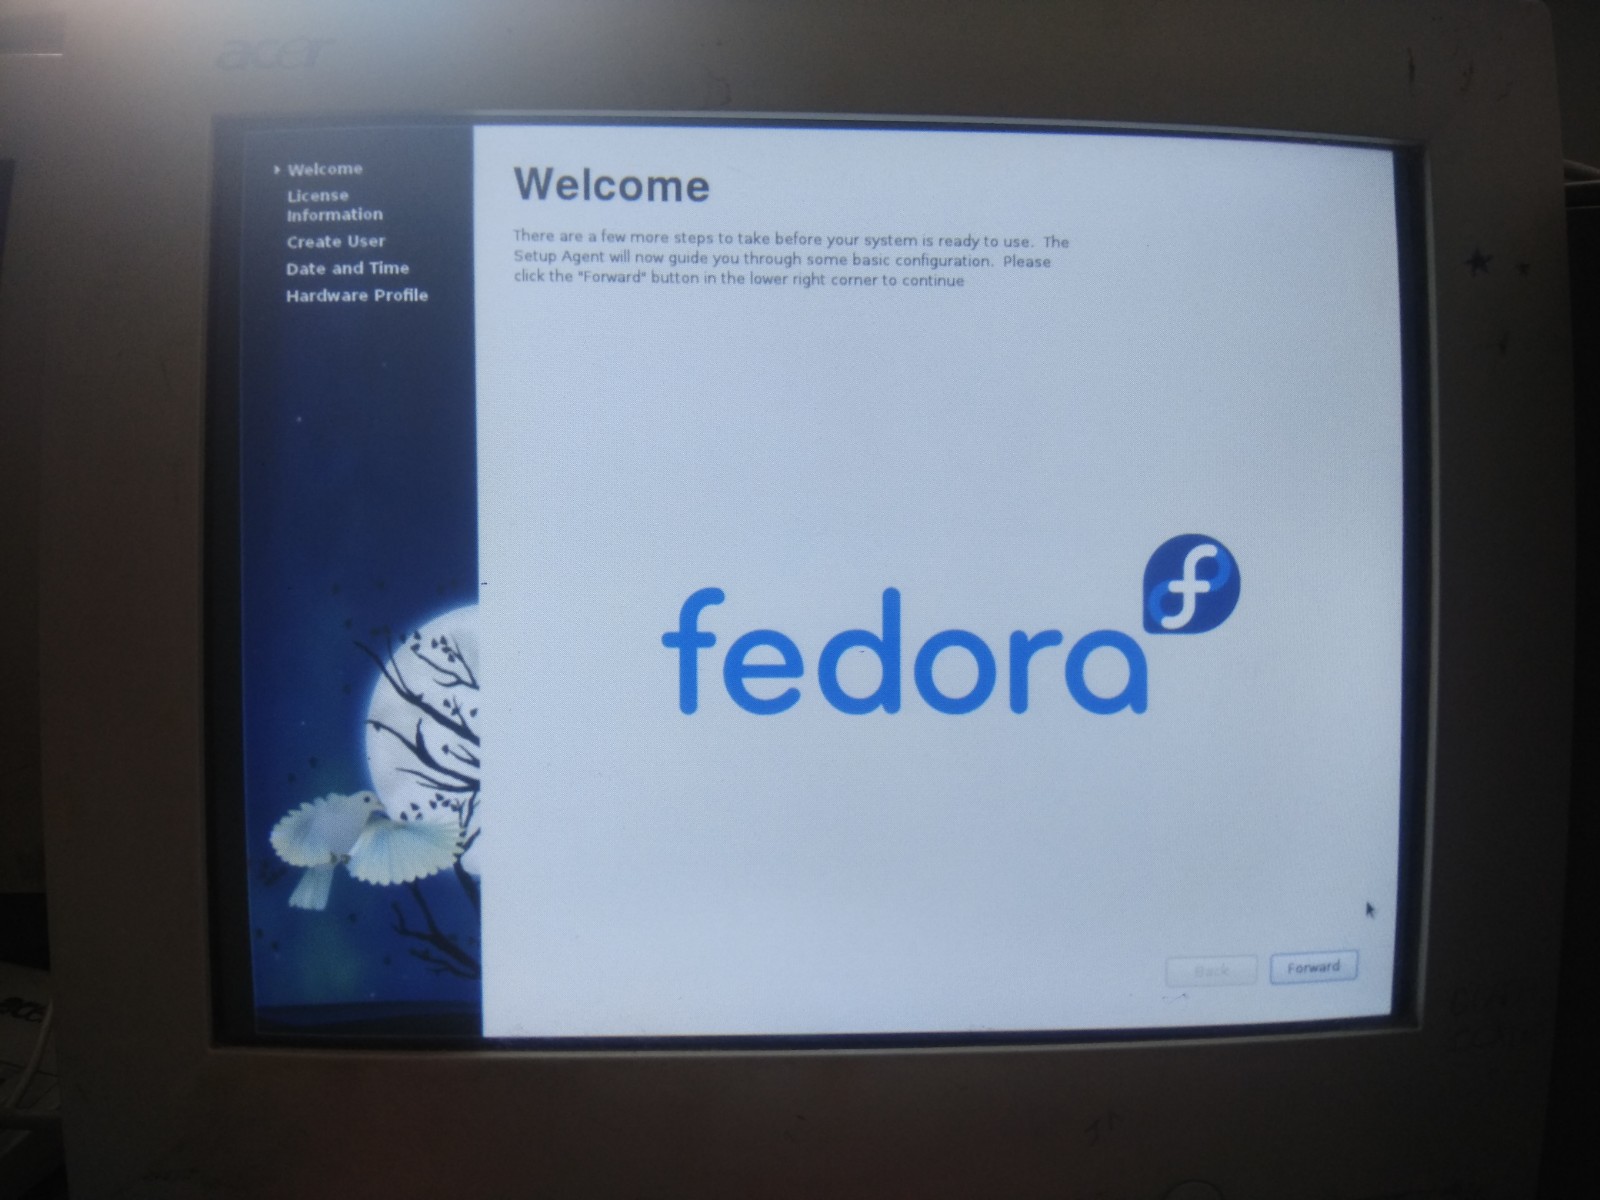 acer
Welcome
License
Information
Create User
Date and Time
Hardware Profile
Welcome
There are a few more steps to take before your system is ready to use. The
Setup Agent will now guide you through some basic configuration. Please
click the "Forward" button in the lower right corner to continue
fedora
Back
Forward